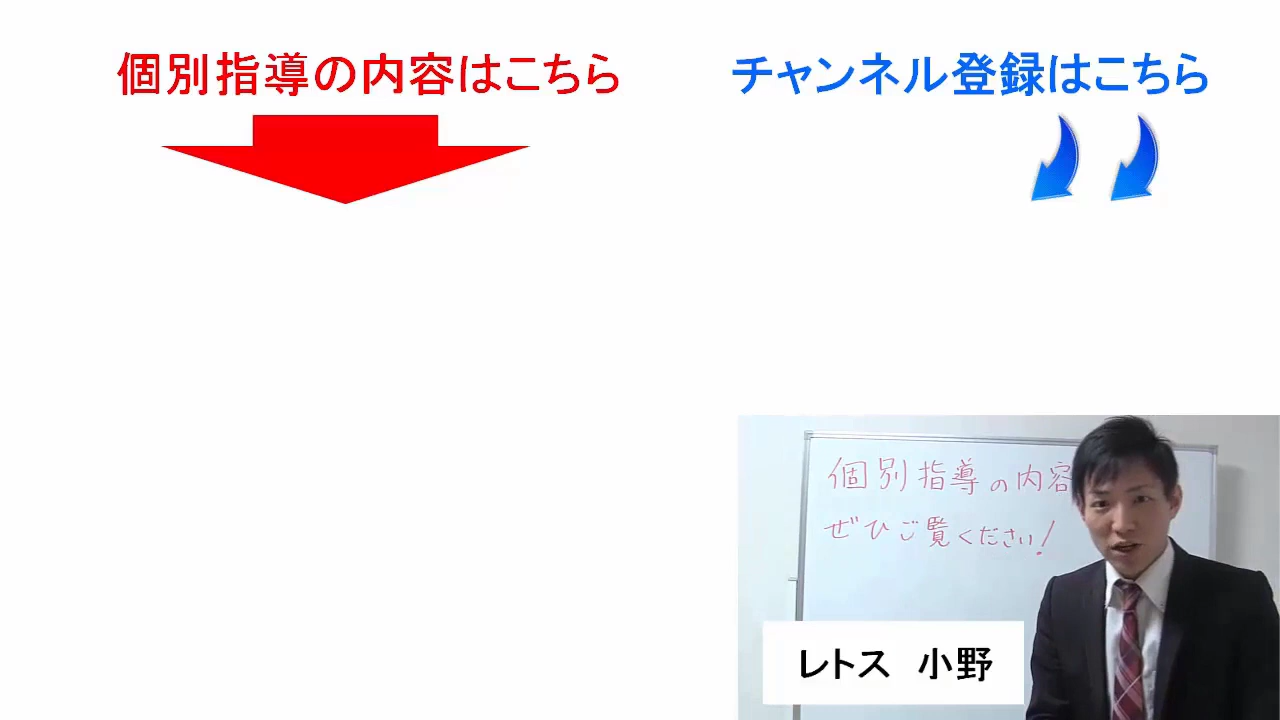 個別指導の内容はこちら
チャンネル登録はこちら
個別指導の内容
ぜひご覧ください!
レトス 小野